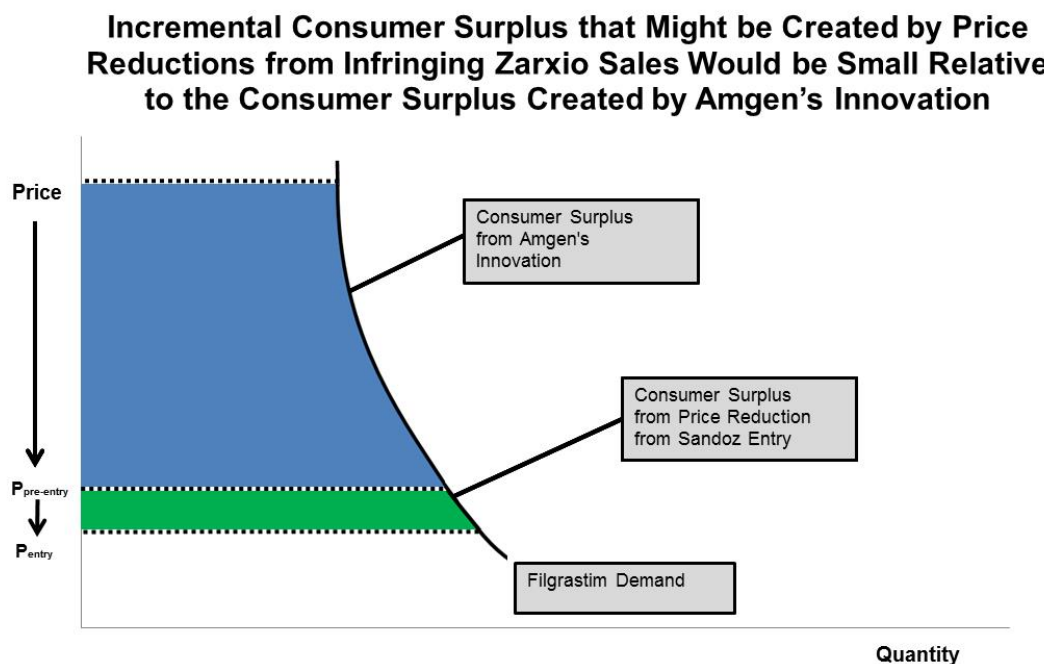 Incremental Consumer Surplus that Might be Created by Price
Reductions from Infringing Zarxio Sales Would be Small Relative
to the Consumer Surplus Created by Amgen's Innovation
Price
Consumer Surplus
from Amgen's
Innovation
Consumer Surplus
from Price Reduction
from Sandoz Entry
Ppre-entry
Pentry
Filgrastim Demand
Quantity